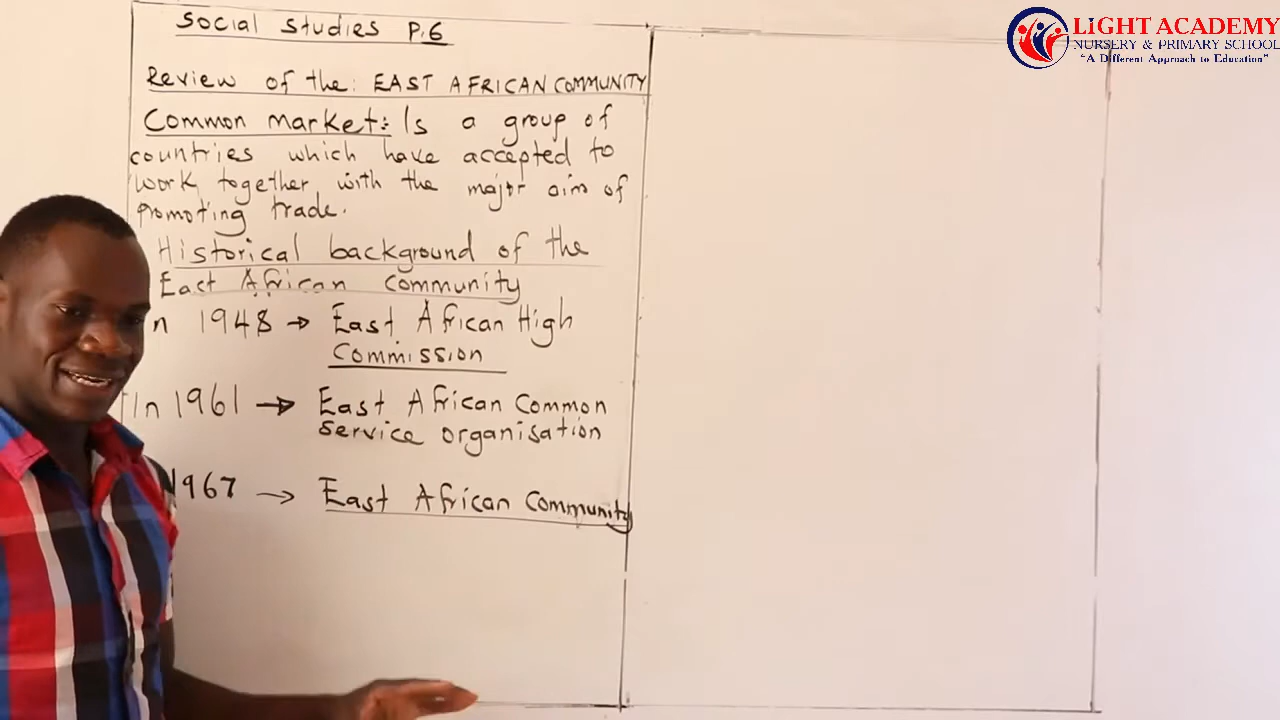 Social Studies P.6
Review of the: EAST AFRICAN COMMUNITY
Common market: Is a group of
countries which have accepted to
work together with the major aim of
promoting trade.
Historical background of the
East African community
n 1948 → East African High
Commission
In 1961 → East African Common
Service organisation
1967 → East African Community
LIGHT ACADEMY
NURSERY & PRIMARY SCHOOL
"A Different Approach to Education"